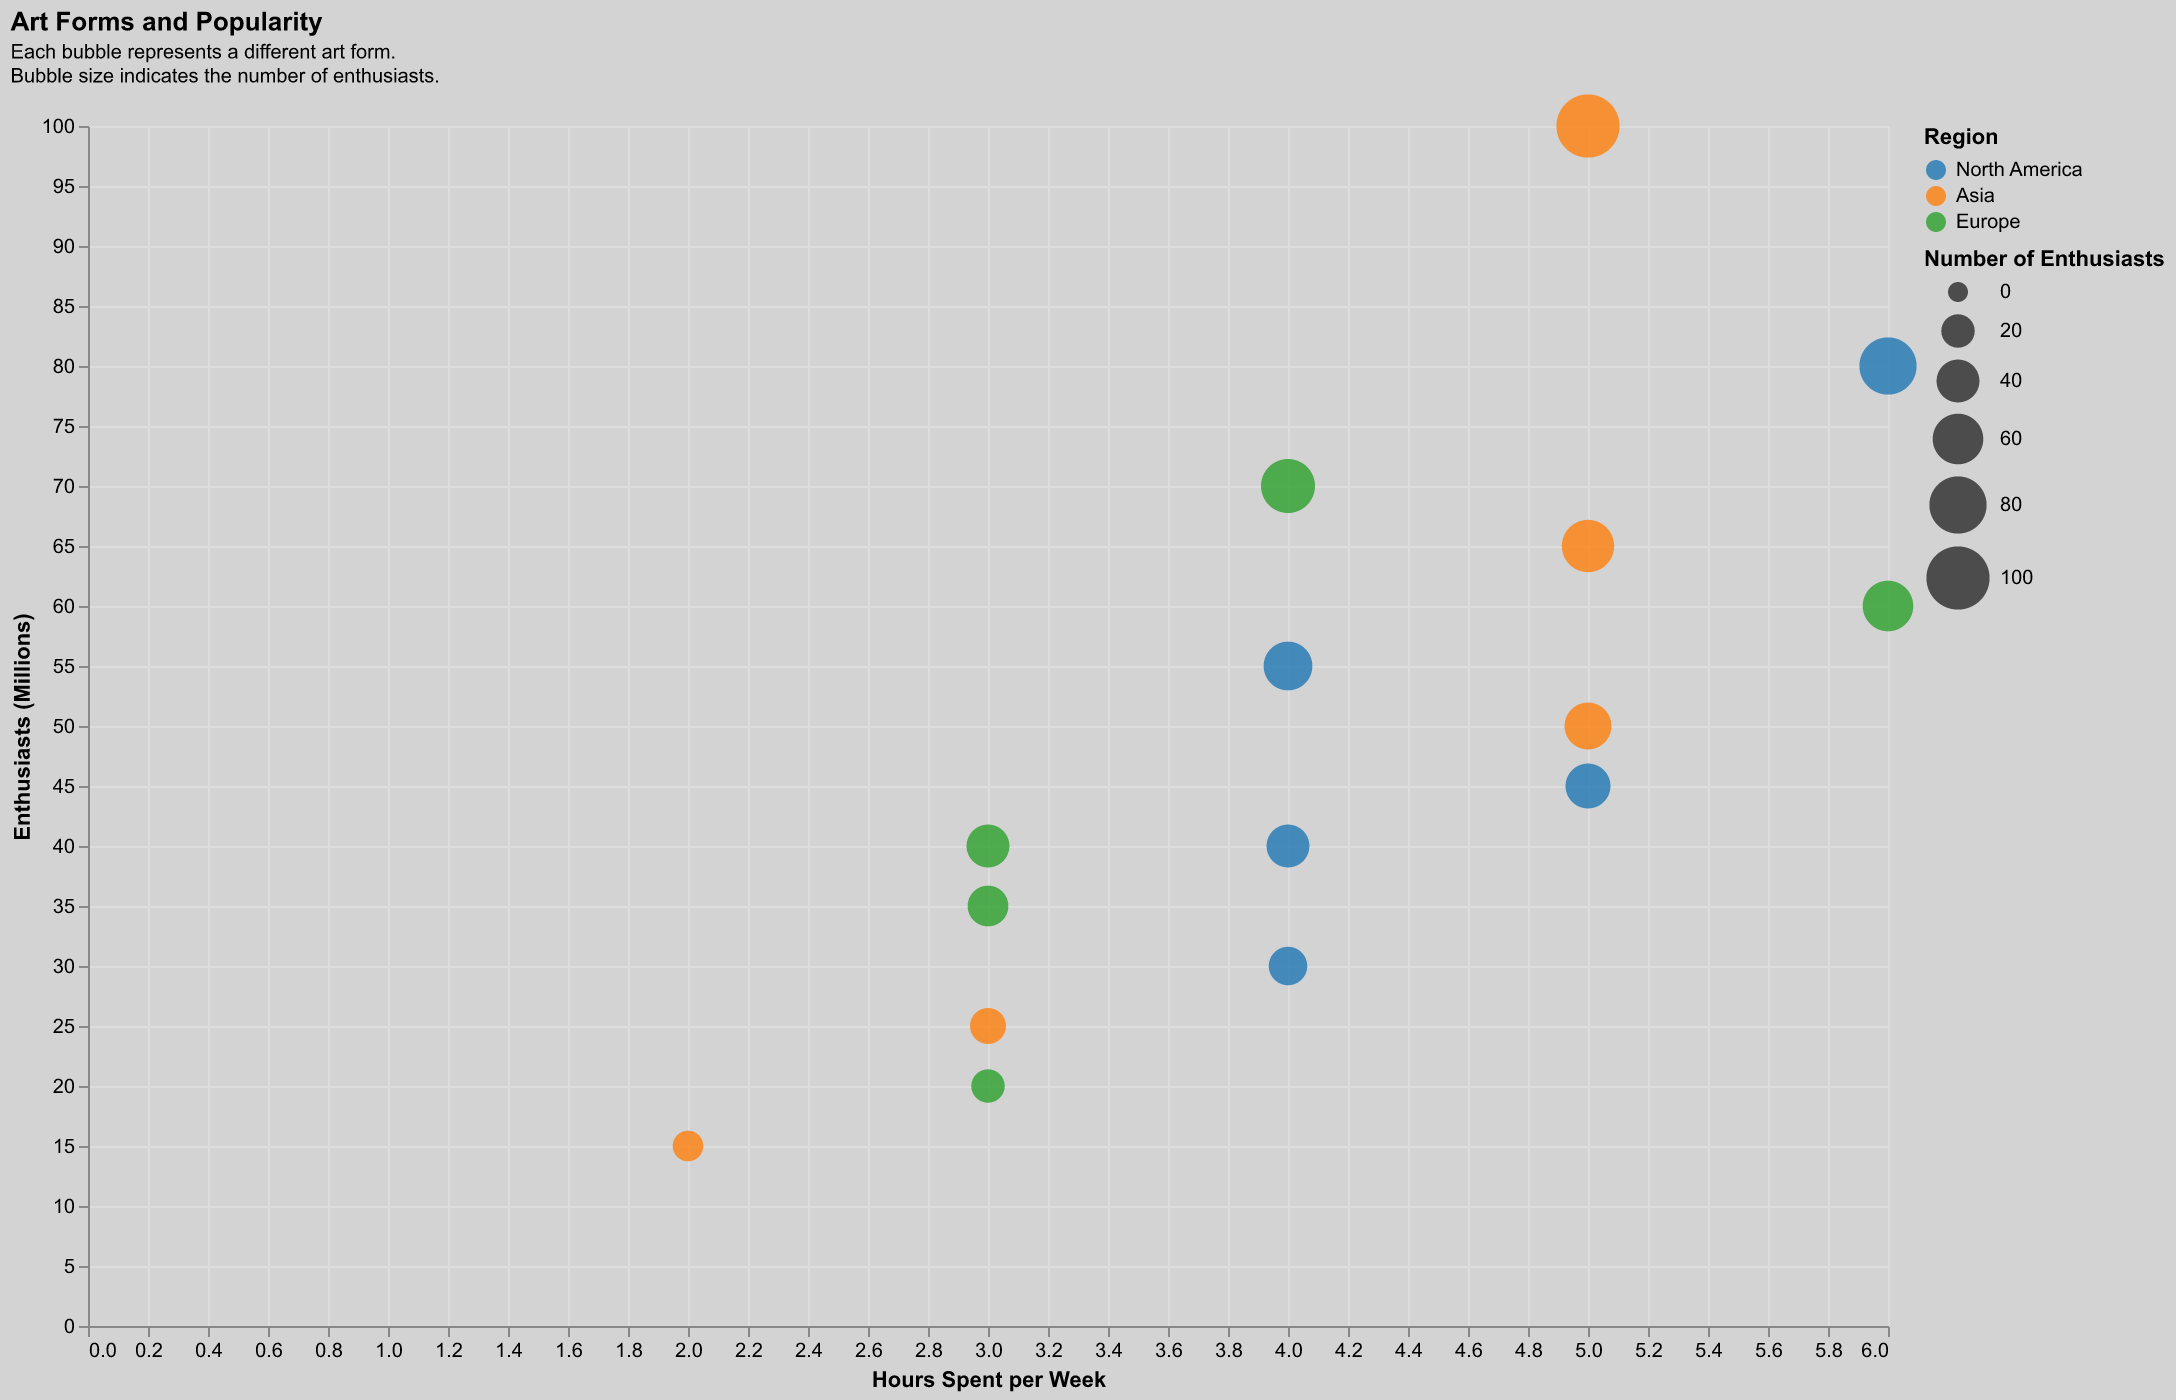 Art Forms and Popularity
Each bubble represents a different art form.
Bubble size indicates the number of enthusiasts.
Enthusiasts (Millions)
100
95
90
85
80
75
70
65
60
55
50
45
40
35
30
25
20
15
10
5
0
0.0 0.2 0.4 0.6 0.8 1.0 1.2 1.4 1.6 1.8 2.0 2.2 2.4 2.6 2.8 3.0 3.2 3.4 3.6 3.8 4.0 4.2 4.4 4.6 4.8 5.0 5.2 5.4 5.6 5.8 6.0
Hours Spent per Week
Region
North America
Asia
Europe
Number of Enthusiasts
0
20
40
60
80
100